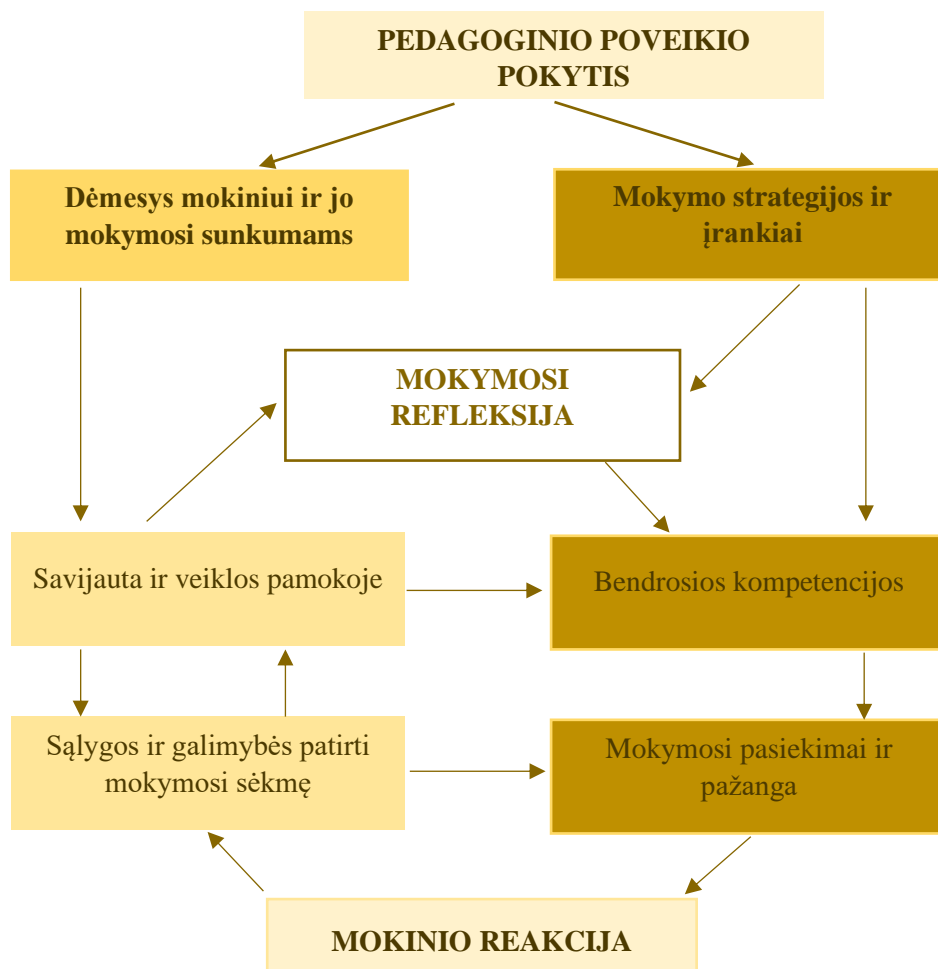 PEDAGOGINIO POVEIKIO
POKYTIS
Dėmesys mokiniui ir jo
mokymosi sunkumams
Mokymo strategijos ir
įrankiai
MOKYMOSI
REFLEKSIJA
Savijauta ir veiklos pamokoje
Bendrosios kompetencijos
Sąlygos ir galimybės patirti
mokymosi sėkmę
Mokymosi pasiekimai ir
pažanga
MOKINIO REAKCIJA